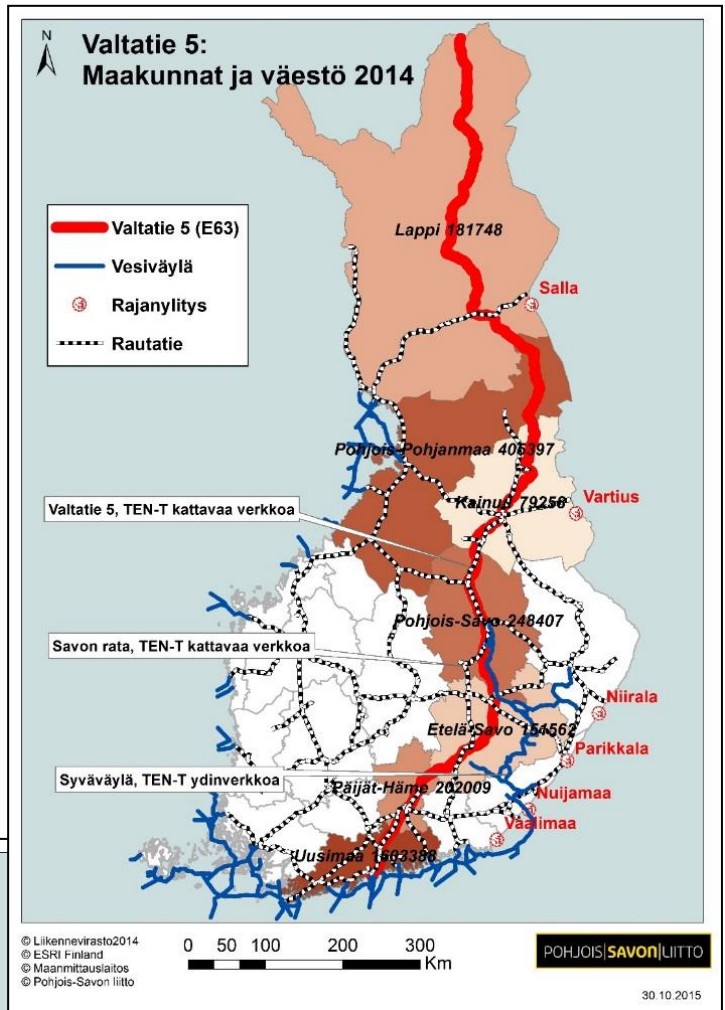 N
Valtatie 5:
Maakunnat ja väestö 2014
Valtatie 5 (E63)
Vesiväylä
Rajanylitys
Rautatie
Lappi 181748
Salla
Pohjois-Pohjanmaa 405397
Kainuu 79258
Vartius
Valtatie 5, TEN-T kattavaa verkkoa
Pohjois-Savo 248407
Savon rata, TEN-T kattavaa verkkoa
Niirala
Etelä-Savo 151562
Parikkala
Syväväylä, TEN-T ydinverkkoa
Päijät-Häme 202009
Nuijamaa
Vaalimaa
Uusimaa 1603388
© Liikennevirasto2014
© ESRI Finland
© Maanmittauslaitos
© Pohjois-Savon liitto
0 50 100 200 300
Km
POHJOIS|SAVON|LIITTO
30.10.2015